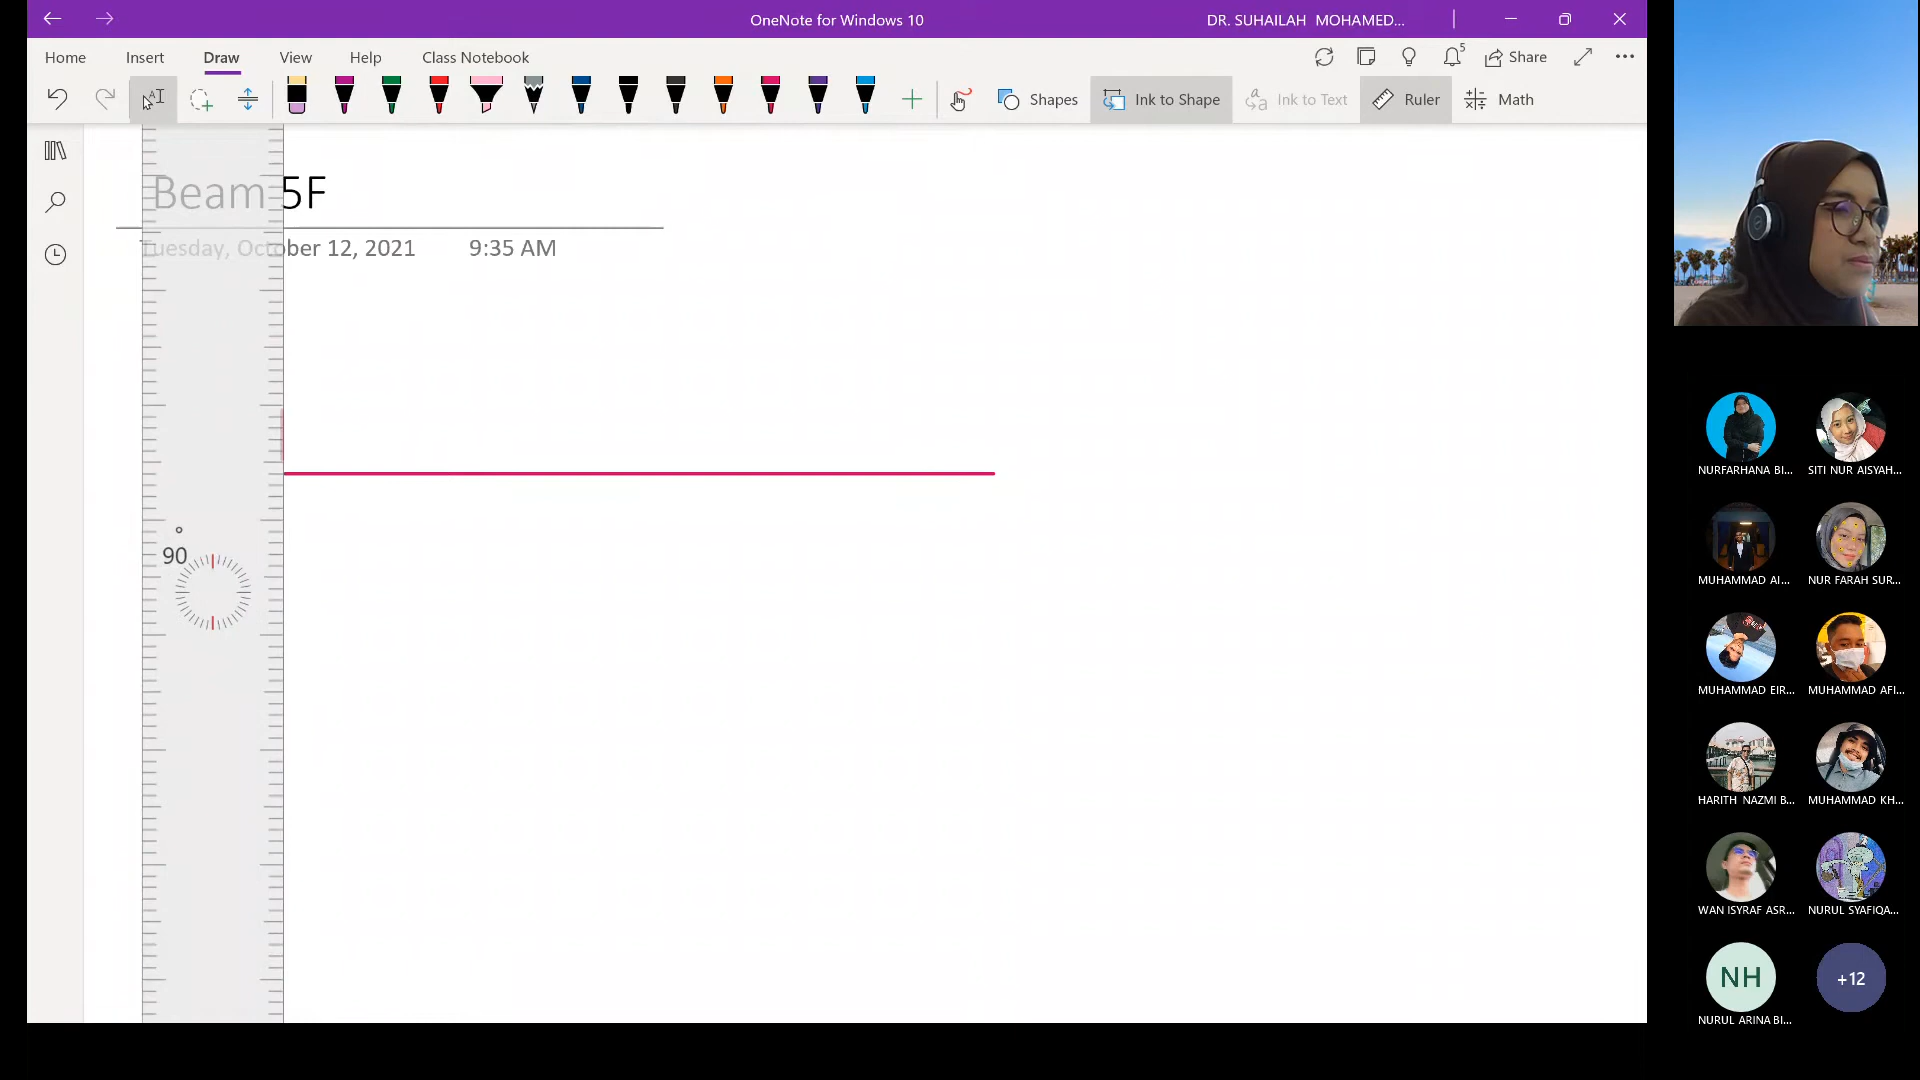 OneNote for Windows 10
DR. SUHAILAH MOHAMED...
Home Insert Draw View Help Class Notebook
5
Share
Shapes
Ink to Shape
Ink to Text
Ruler
Math
Beam 5F
Tuesday, October 12, 2021 9:35 AM
°
90
NURFARHANA BI...
SITI NUR AISYAH...
MUHAMMAD AI...
NUR FARAH SUR...
MUHAMMAD EIR...
MUHAMMAD AFI...
HARITH NAZMI B...
MUHAMMAD KH...
WAN ISYRAF ASR...
NURUL SYAFIQA...
NH
+12
NURUL ARINA BI...